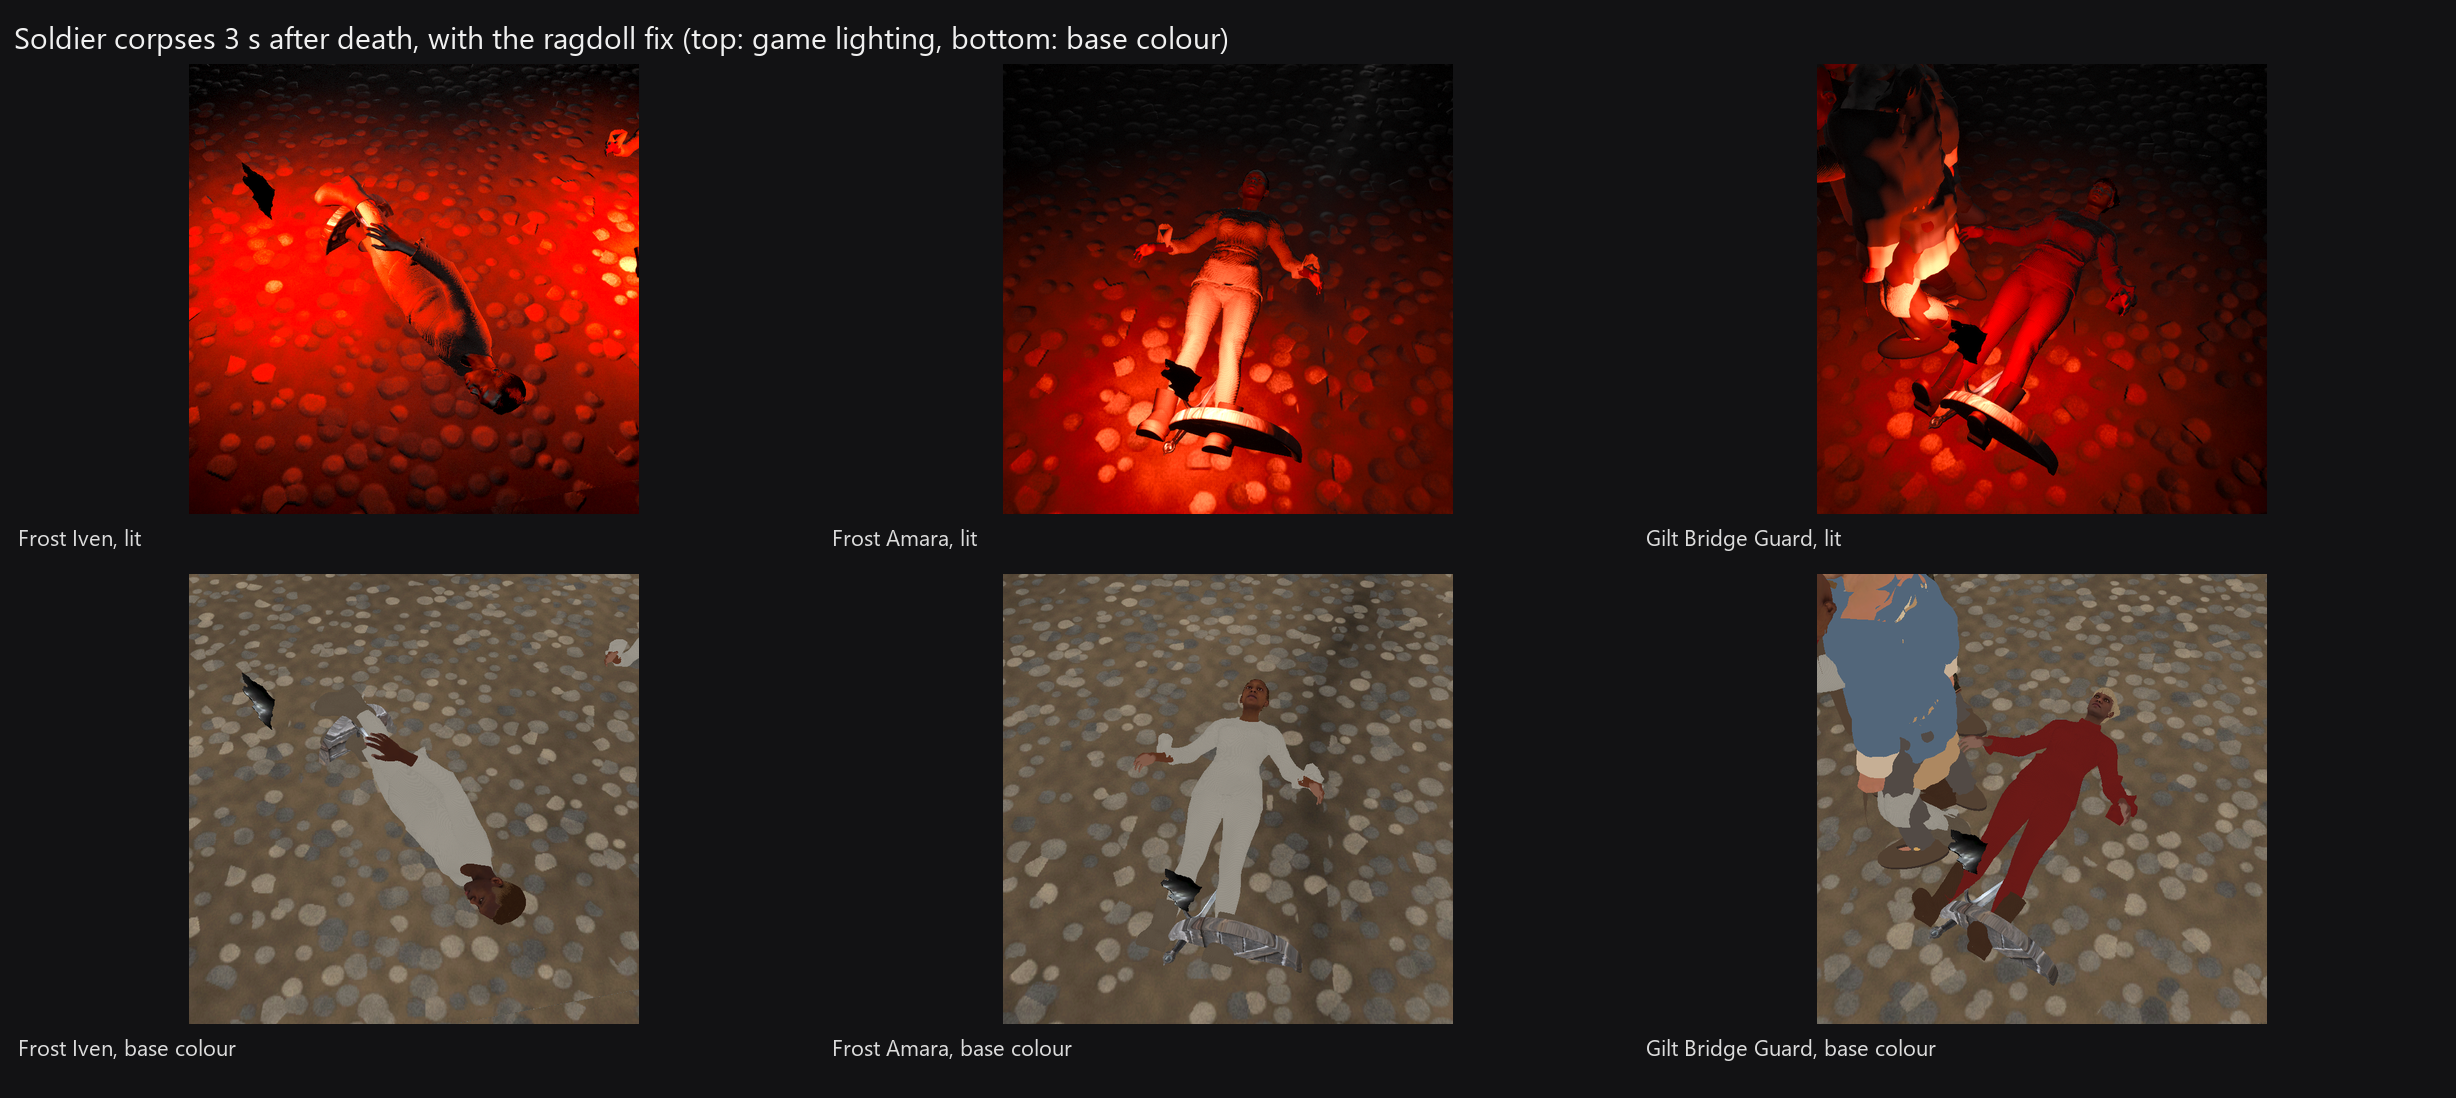 Soldier corpses 3 s after death, with the ragdoll fix (top: game lighting, bottom: base colour)
Frost Iven, lit
Frost Amara, lit
Gilt Bridge Guard, lit
Frost Iven, base colour
Frost Amara, base colour
Gilt Bridge Guard, base colour